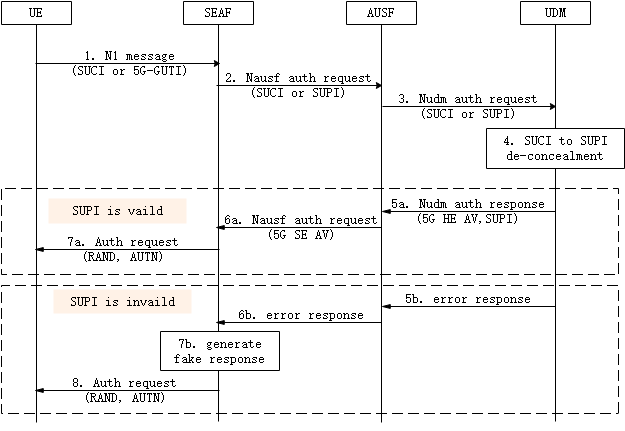 UE
SEAF
AUSF
UDM
1. N1 message
(SUCI or 5G-GUTI)
2. Nausf auth request
(SUCI or SUPI)
3. Nudm auth request
(SUCI or SUPI)
4. SUCI to SUPI
de-concealment
SUPI is vaild
5a. Nudm auth response
(5G HE AV,SUPI)
6a. Nausf auth request
(5G SE AV)
7a. Auth request
(RAND, AUTN)
SUPI is invaild
5b. error response
6b. error response
7b. generate
fake response
8. Auth request
(RAND, AUTN)